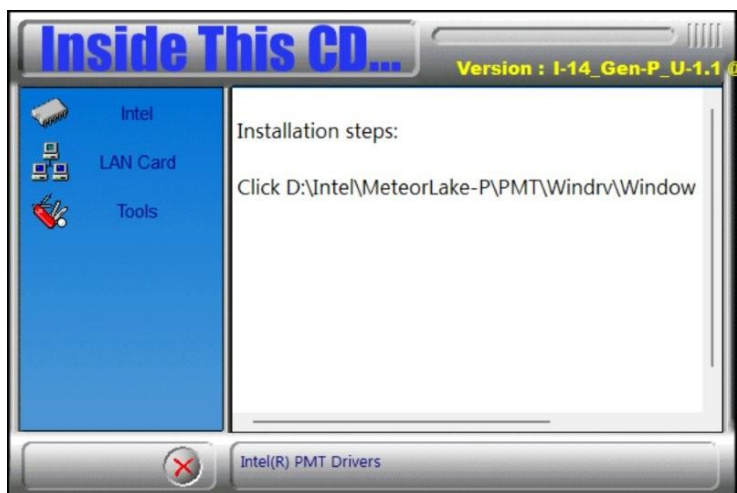 Inside This CD...
Version : I-14_Gen-P_U-1.1 @
Intel
LAN Card
Tools
Installation steps:
Click D:\Intel\MeteorLake-P\PMT\Windrv\Window
Intel(R) PMT Drivers